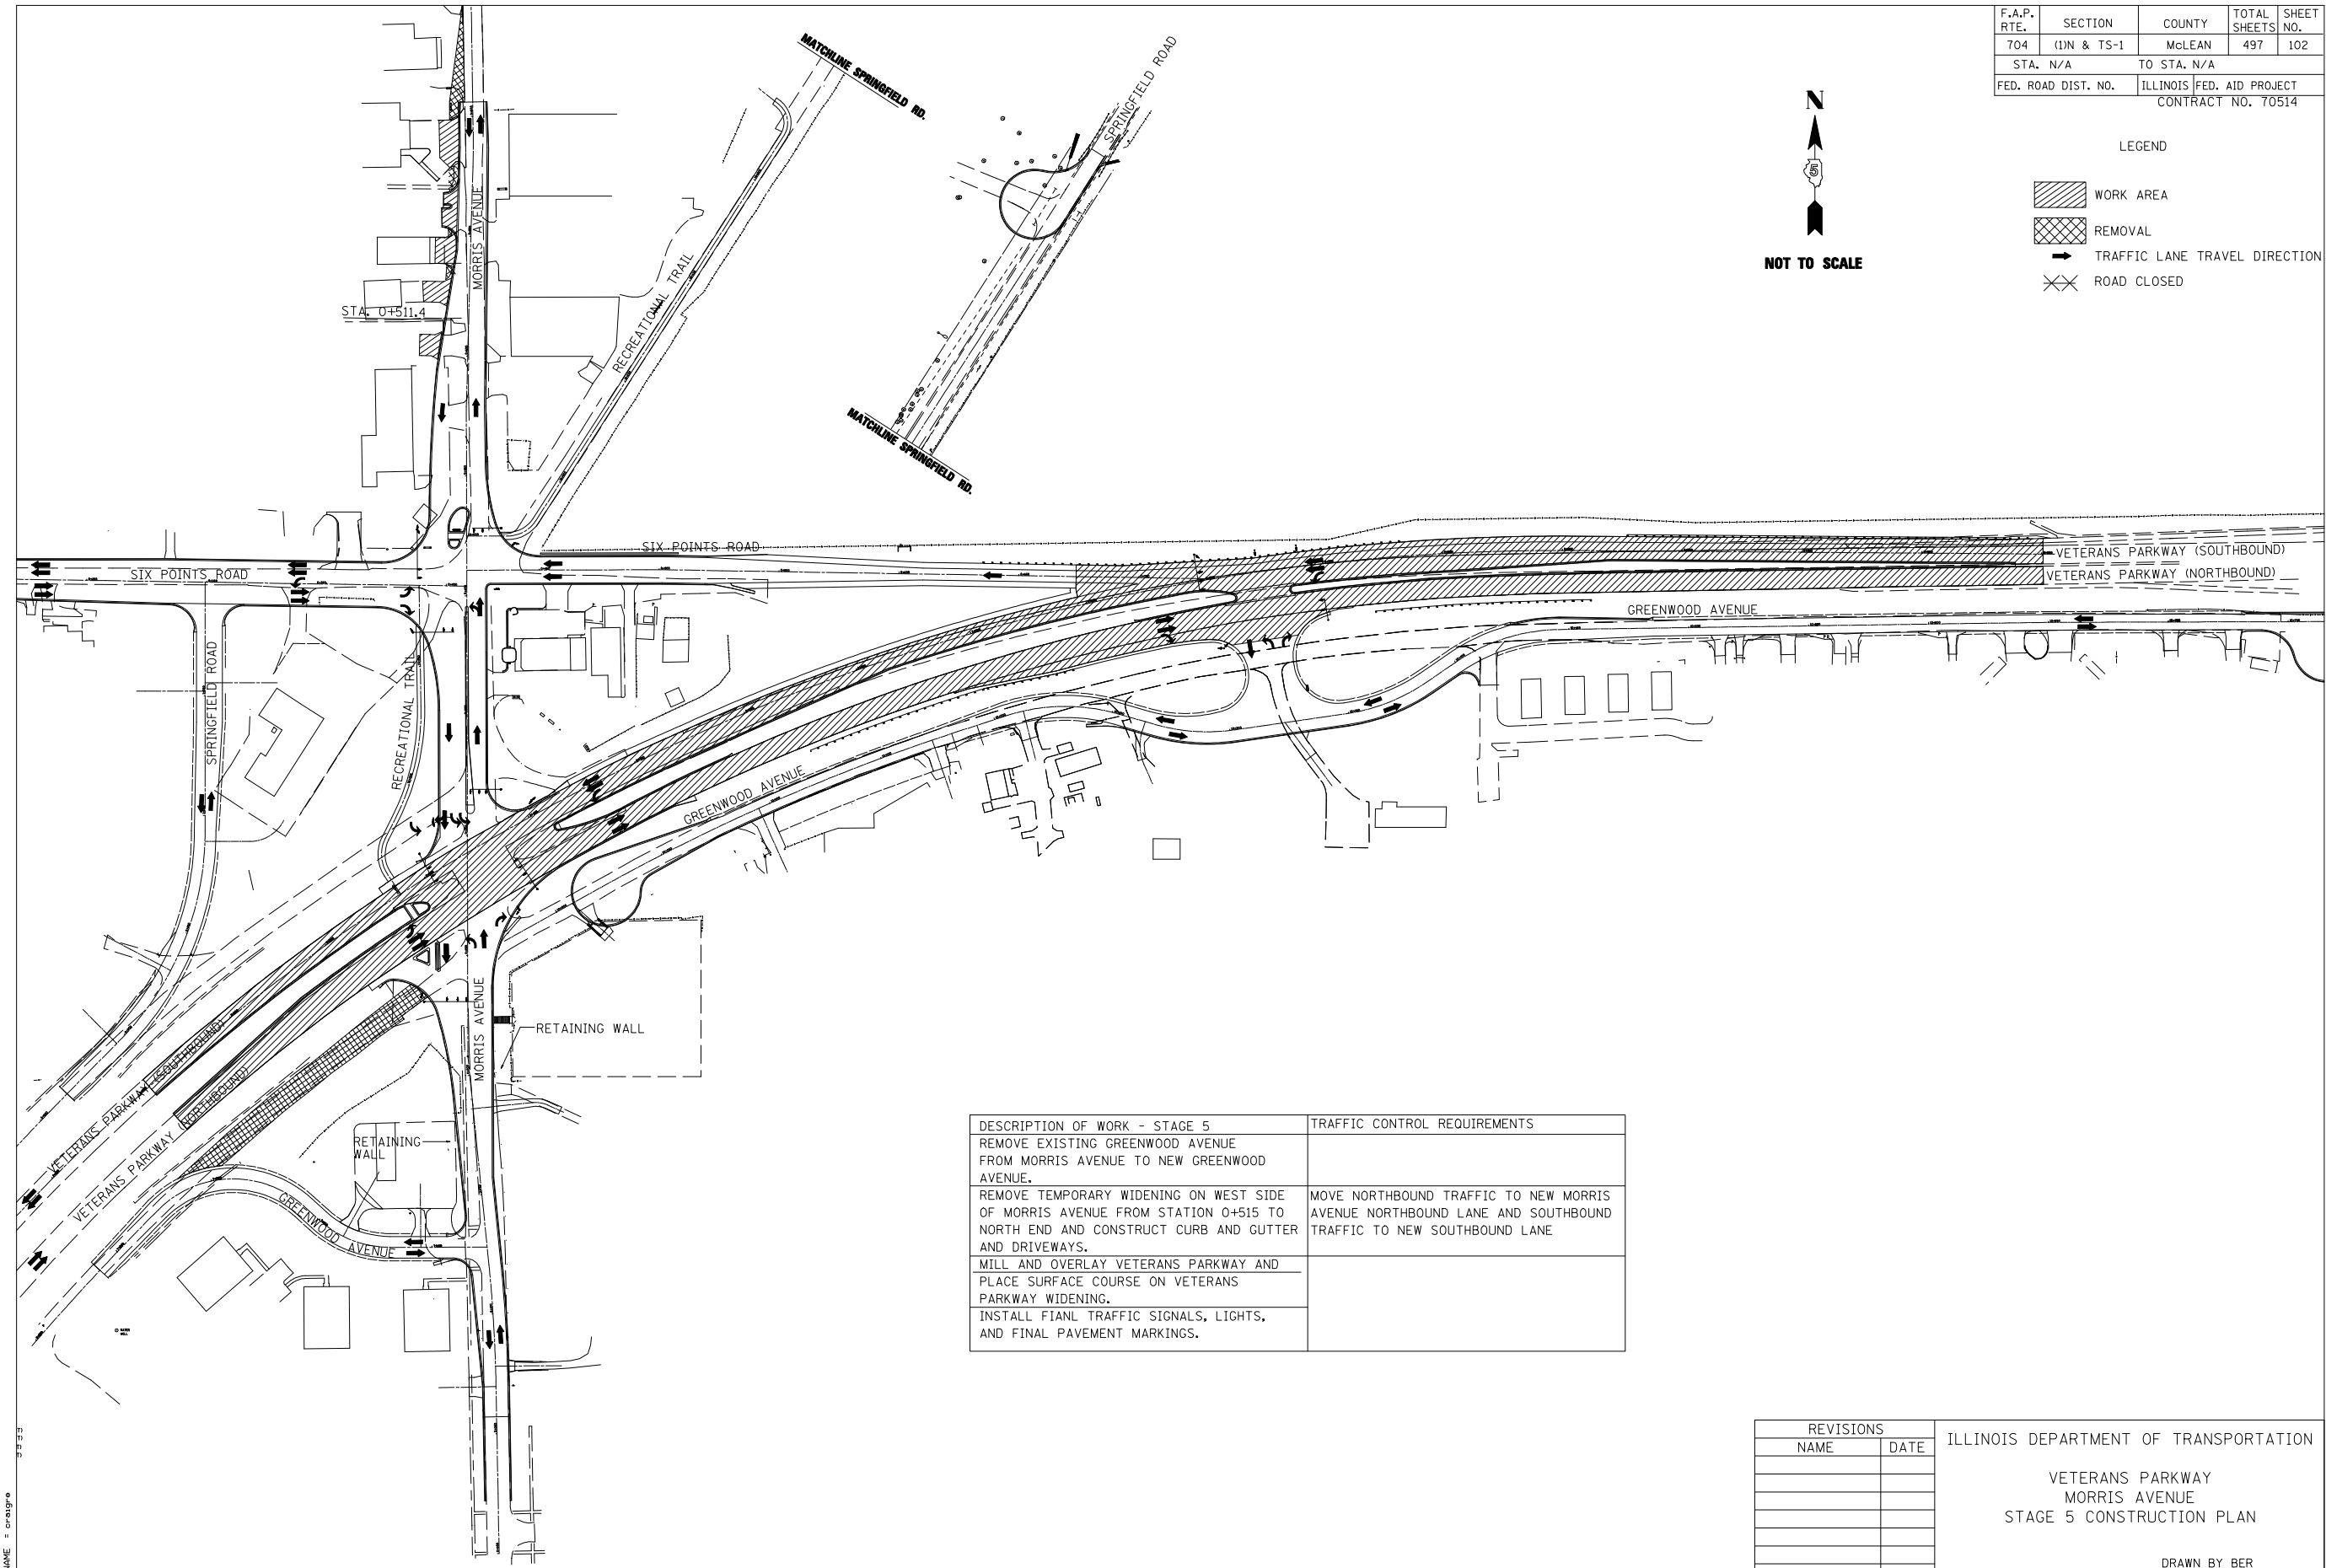 F.A.P. RTE. SECTION COUNTY TOTAL SHEETS SHEET NO.
704 (1)N & TS-1 McLEAN 497 102
STA. N/A TO STA. N/A
FED. ROAD DIST. NO. ILLINOIS FED. AID PROJECT
CONTRACT NO. 70514
N
5
NOT TO SCALE
LEGEND
WORK AREA
REMOVAL
TRAFFIC LANE TRAVEL DIRECTION
ROAD CLOSED
MATCHLINE SPRINGFIELD RD.
SPRINGFIELD ROAD
MATCHLINE SPRINGFIELD RD.
MORRIS AVENUE
RECREATIONAL TRAIL
STA. 0+511.4
SIX POINTS ROAD
SIX POINTS ROAD
VETERANS PARKWAY (SOUTHBOUND)
VETERANS PARKWAY (NORTHBOUND)
GREENWOOD AVENUE
SPRINGFIELD ROAD
RECREATIONAL TRAIL
GREENWOOD AVENUE
MORRIS AVENUE
RETAINING WALL
VETERANS PARKWAY (SOUTHBOUND)
VETERANS PARKWAY (NORTHBOUND)
RETAINING
WALL
GREENWOOD AVENUE
DESCRIPTION OF WORK - STAGE 5
TRAFFIC CONTROL REQUIREMENTS
REMOVE EXISTING GREENWOOD AVENUE
FROM MORRIS AVENUE TO NEW GREENWOOD
AVENUE.
REMOVE TEMPORARY WIDENING ON WEST SIDE
OF MORRIS AVENUE FROM STATION 0+515 TO
NORTH END AND CONSTRUCT CURB AND GUTTER
AND DRIVEWAYS.
MOVE NORTHBOUND TRAFFIC TO NEW MORRIS
AVENUE NORTHBOUND LANE AND SOUTHBOUND
TRAFFIC TO NEW SOUTHBOUND LANE
MILL AND OVERLAY VETERANS PARKWAY AND
PLACE SURFACE COURSE ON VETERANS
PARKWAY WIDENING.
INSTALL FIANL TRAFFIC SIGNALS, LIGHTS,
AND FINAL PAVEMENT MARKINGS.
REVISIONS
NAME DATE
ILLINOIS DEPARTMENT OF TRANSPORTATION
VETERANS PARKWAY
MORRIS AVENUE
STAGE 5 CONSTRUCTION PLAN
DRAWN BY BER
NAME = craigre